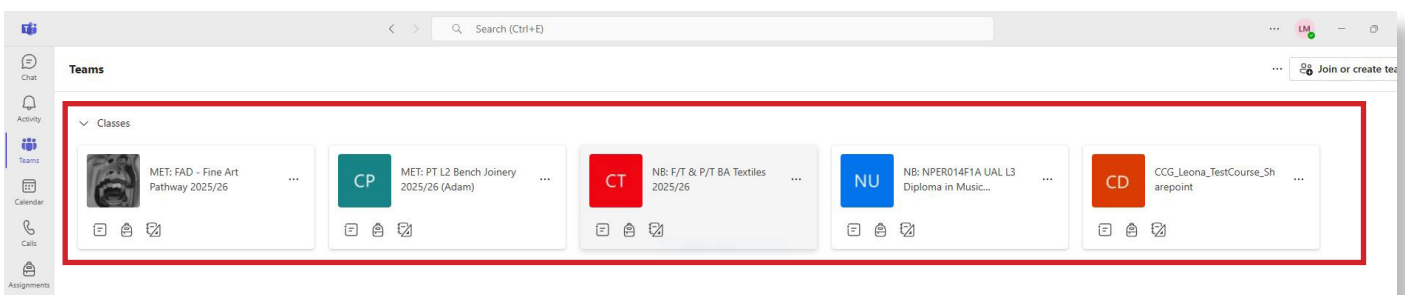 Search (Ctrl+E)
LM
Chat
Teams
Join or create tea
Activity
Classes
Teams
MET: FAD - Fine Art
Pathway 2025/26
CP
MET: PT L2 Bench Joinery
2025/26 (Adam)
CT
NB: F/T & P/T BA Textiles
2025/26
NU
NB: NPER014F1A UAL L3
Diploma in Music...
CD
CCG_Leona_TestCourse_Sh
arepoint
Calendar
Calls
Assignments